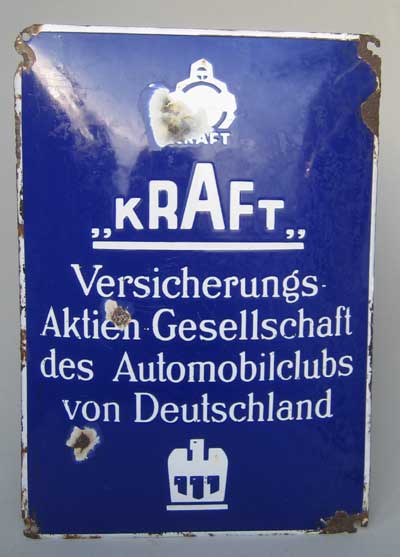 KRAFT
„KRAFT„
Versicherungs-
Aktien-Gesellschaft
des Automobilclubs
von Deutschland